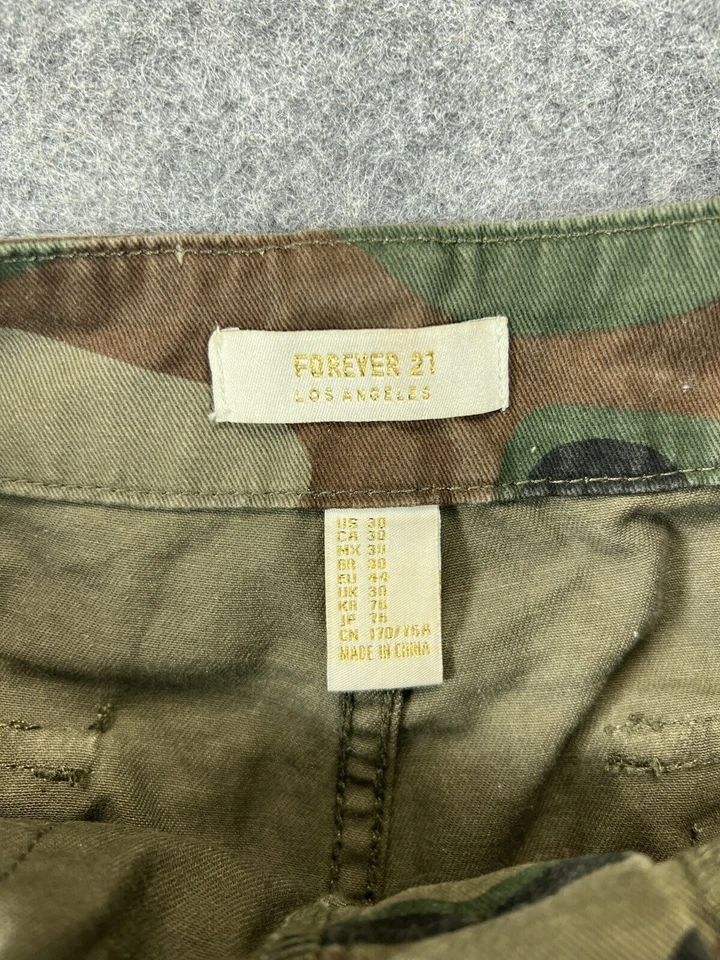 FOREVER 21
LOS ANGELES
US 30
CA 30
MX 30
BR 30
EU 44
UK 30
KR 76
JP 76
CN 170/76A
MADE IN CHINA